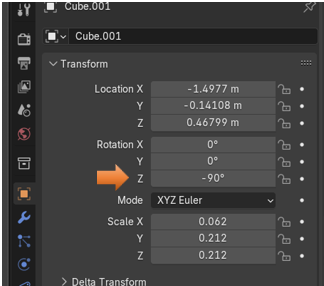 Cube.001
Cube.001
Transform
Location X -1.4977 m
Y -0.14108 m
Z 0.46799 m
Rotation X 0°
Y 0°
Z -90°
Mode XYZ Euler
Scale X 0.062
Y 0.212
Z 0.212
Delta Transform